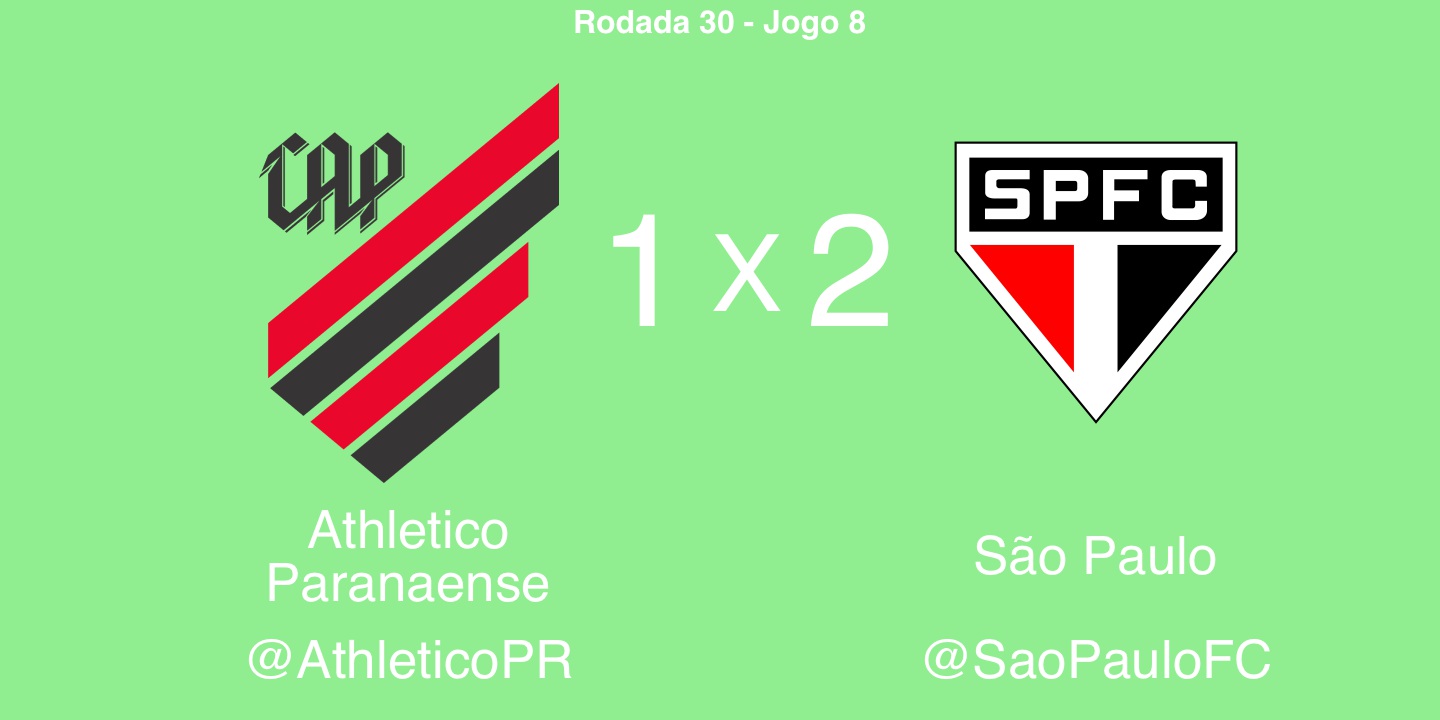 Rodada 30 - Jogo 8
CAP
1 x 2
SPFC
Athletico
Paranaense
São Paulo
@AthleticoPR
@SaoPauloFC